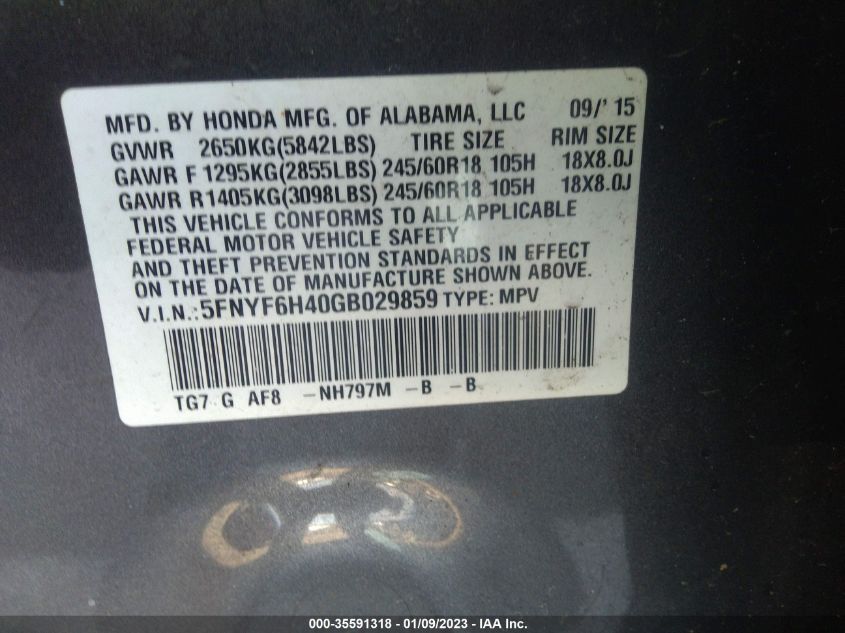 MFD. BY HONDA MFG. OF ALABAMA, LLC 09/' 15
GVWR 2650KG(5842LBS) TIRE SIZE RIM SIZE
GAWR F 1295KG(2855LBS) 245/60R18 105H 18X8.0J
GAWR R1405KG(3098LBS) 245/60R18 105H 18X8.0J
THIS VEHICLE CONFORMS TO ALL APPLICABLE
FEDERAL MOTOR VEHICLE SAFETY
AND THEFT PREVENTION STANDARDS IN EFFECT
ON THE DATE OF MANUFACTURE SHOWN ABOVE.
V.I.N.:5FNYF6H40GB029859 TYPE: MPV
TG7 G AF8 -NH797M -B -B
000-35591318 - 01/09/2023 - IAA Inc.